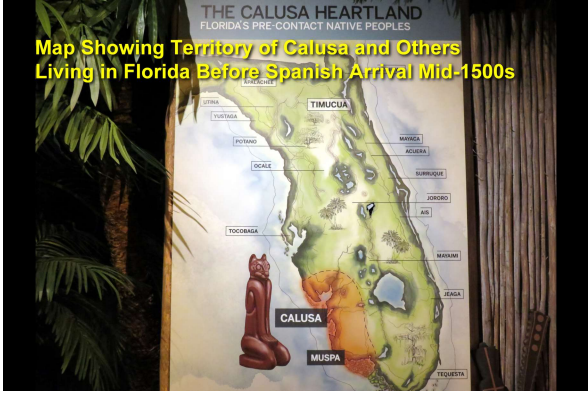 THE CALUSA HEARTLAND
FLORIDA'S PRE-CONTACT NATIVE PEOPLES
Map Showing Territory of Calusa and Others
Living in Florida Before Spanish Arrival Mid-1500s
APALACHEE
UTINA
TIMUCUA
YUSTAGA
POTANO
MAYACA
ACUERA
OCALE
SURRUQUE
JORORO
AIS
TOCOBAGA
MAYAIMI
JEAGA
CALUSA
MUSPA
TEQUESTA